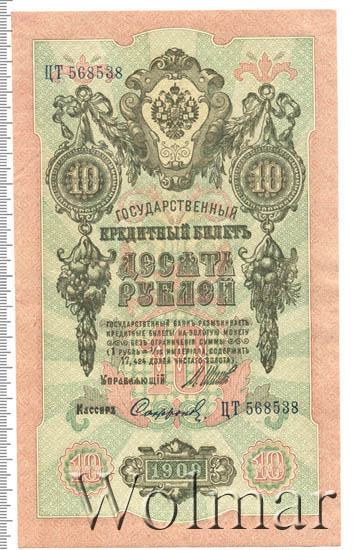 ЦТ 568538
10 10
ГОСУДАРСТВЕННЫЙ
КРЕДИТНЫЙ БИЛЕТЪ
ДЕСЯТЬ
РУБЛЕЙ
ГОСУДАРСТВЕННЫЙ БАНКЪ РАЗМѢНИВАЕТЪ
КРЕДИТНЫЕ БИЛЕТЫ НА ЗОЛОТУЮ МОНЕТУ
БЕЗЪ ОГРАНИЧЕНІЯ СУММЫ
(1 РУБЛЬ = 1/15 ИМПЕРІАЛА, СОДЕРЖИТЪ
17,424 ДОЛЕЙ ЧИСТАГО ЗОЛОТА).
10
Управляющій
Кассиръ
ЦТ 568538
10 1909 10
Wolmar